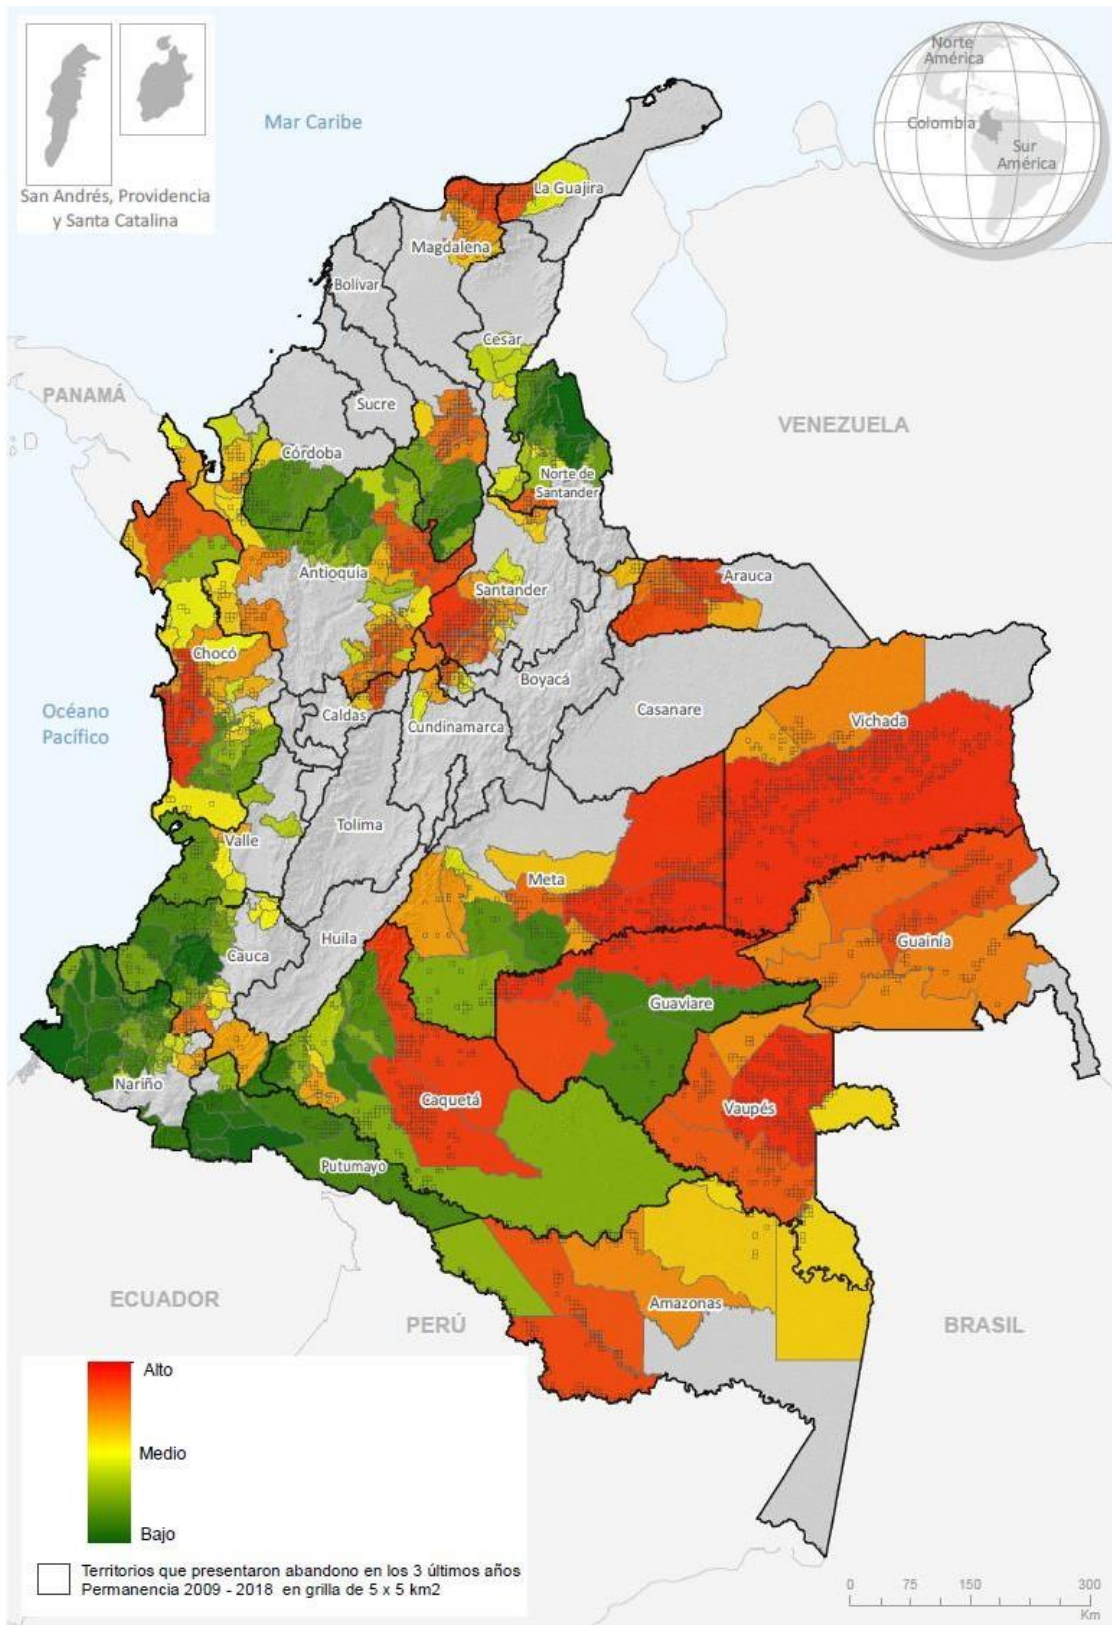 San Andrés, Providencia
y Santa Catalina
Mar Caribe
Norte
América
Colombia
Sur
América
La Guajira
Magdalena
Bolívar
Cesar
PANAMÁ
Sucre
VENEZUELA
Córdoba
Norte de
Santander
Antioquía
Santander
Arauca
Chocó
Boyacá
Océano
Pacífico
Caldas
Cundinamarca
Casanare
Vichada
Tolima
Valle
Meta
Huila
Cauca
Guainía
Guaviare
Nariño
Caquetá
Vaupés
Putumayo
ECUADOR
PERÚ
Amazonas
BRASIL
Alto
Medio
Bajo
Territorios que presentaron abandono en los 3 últimos años
Permanencia 2009 - 2018 en grilla de 5 x 5 km2
0 75 150 300
Km